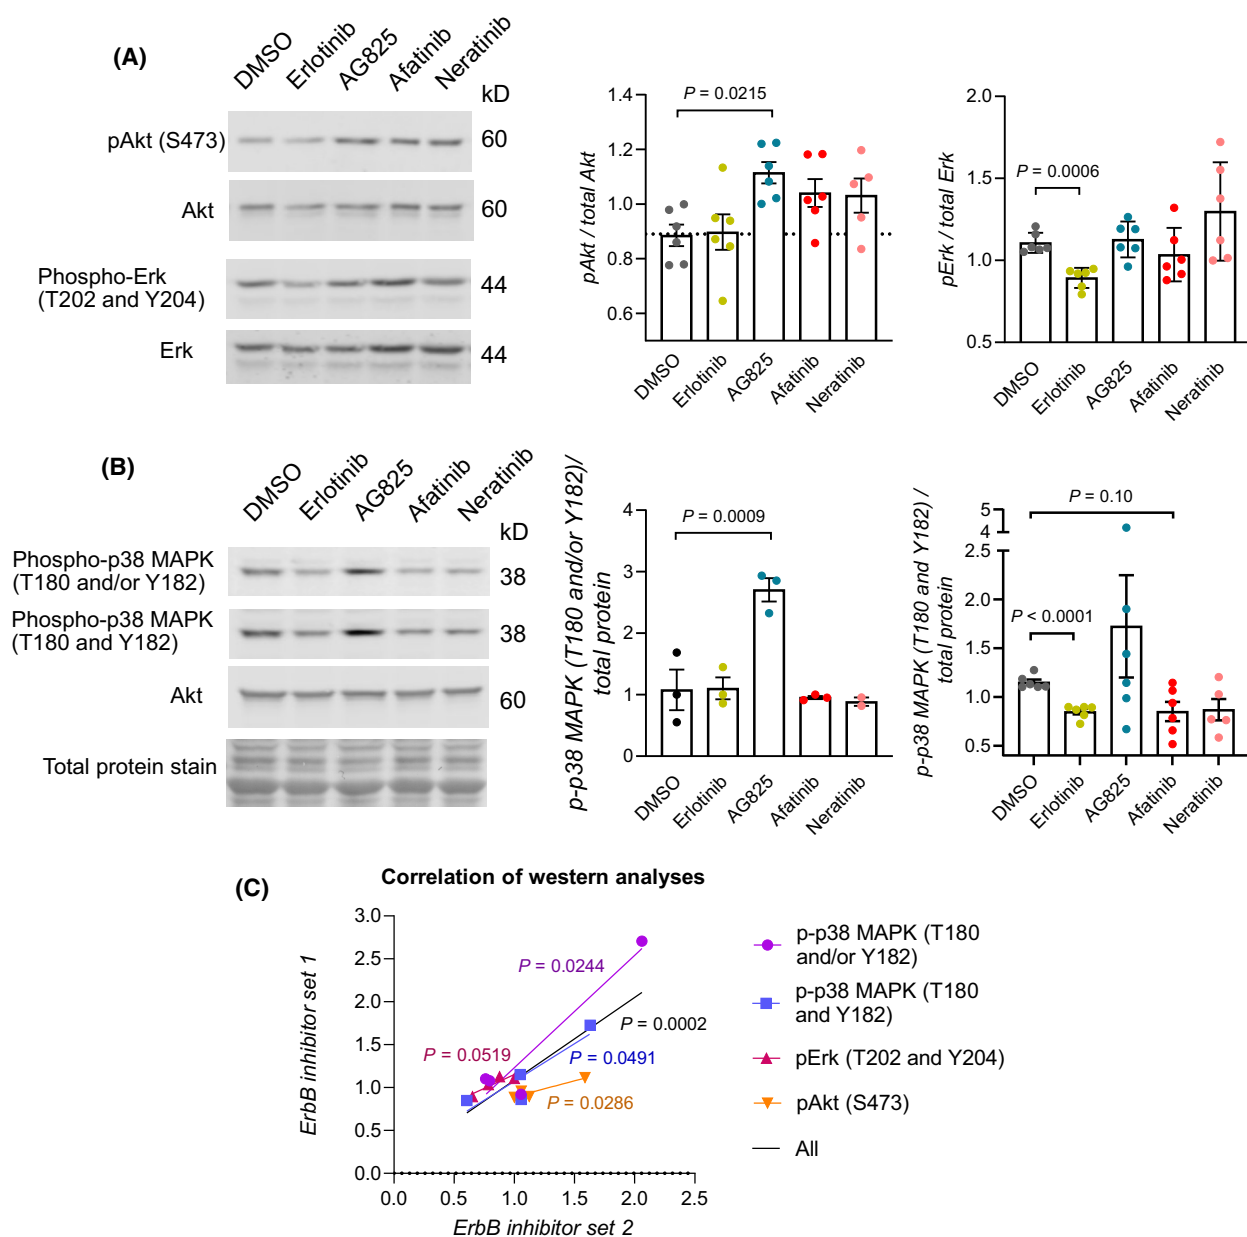 (A)
DMSO
Erlotinib
AG825
Afatinib
Neratinib
kD
pAkt (S473)
60
Akt
60
Phospho-Erk
(T202 and Y204)
44
Erk
44
pAkt / total Akt
1.4
1.2
1.0
0.8
0.6
P = 0.0215
DMSO
Erlotinib
AG825
Afatinib
Neratinib
pErk / total Erk
2.0
1.5
1.0
0.5
P = 0.0006
DMSO
Erlotinib
AG825
Afatinib
Neratinib
(B)
DMSO
Erlotinib
AG825
Afatinib
Neratinib
kD
Phospho-p38 MAPK
(T180 and/or Y182)
38
Phospho-p38 MAPK
(T180 and Y182)
38
Akt
60
Total protein stain
p-p38 MAPK (T180 and/or Y182)/
total protein
4
3
2
1
0
P = 0.0009
DMSO
Erlotinib
AG825
Afatinib
Neratinib
p-p38 MAPK (T180 and Y182) /
total protein
5
4
2.5
2.0
1.5
1.0
0.5
P = 0.10
P < 0.0001
DMSO
Erlotinib
AG825
Afatinib
Neratinib
(C)
Correlation of western analyses
ErbB inhibitor set 1
3.0
2.5
2.0
1.5
1.0
0.5
0.0
P = 0.0244
P = 0.0002
P = 0.0519
P = 0.0491
P = 0.0286
0.0
0.5
1.0
1.5
2.0
2.5
ErbB inhibitor set 2
p-p38 MAPK (T180
and/or Y182)
p-p38 MAPK (T180
and Y182)
pErk (T202 and Y204)
pAkt (S473)
All